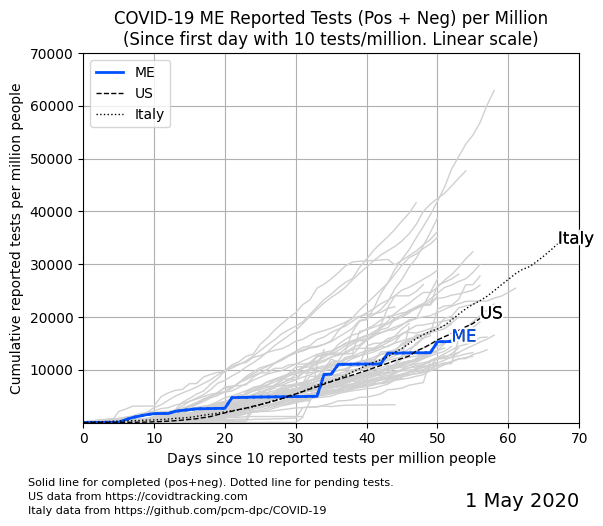 COVID-19 ME Reported Tests (Pos + Neg) per Million
(Since first day with 10 tests/million. Linear scale)
70000
60000
50000
40000
30000
20000
10000
Cumulative reported tests per million people
ME
US
Italy
Italy
US
ME
0 10 20 30 40 50 60 70
Days since 10 reported tests per million people
Solid line for completed (pos+neg). Dotted line for pending tests.
US data from https://covidtracking.com
Italy data from https://github.com/pcm-dpc/COVID-19
1 May 2020